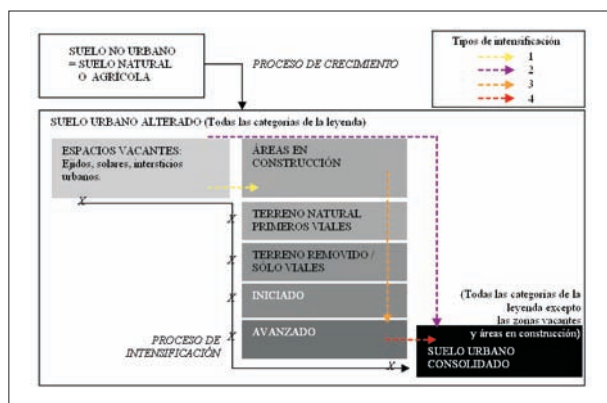 SUELO NO URBANO
= SUELO NATURAL
O AGRÍCOLA
PROCESO DE CRECIMIENTO
Tipos de intensificación
1
2
3
4
SUELO URBANO ALTERADO (Todas las categorias de la leyenda)
ESPACIOS VACANTES:
Ejidos, solares, intersticios
urbanos.
ÁREAS EN
CONSTRUCCIÓN
X
X
TERRENO NATURAL
PRIMEROS VIALES
X
TERRENO REMOVIDO /
SÓLO VIALES
X
INICIADO
X
AVANZADO
PROCESO DE
INTENSIFICACIÓN
X
(Todas las categorias de la
leyenda excepto
las zonas vacantes
y áreas en construcción)
SUELO URBANO
CONSOLIDADO